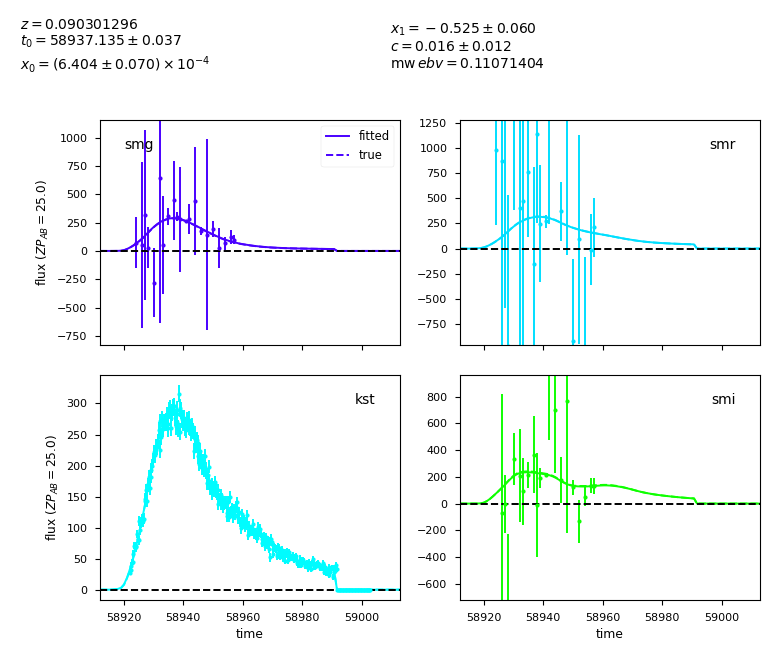 z = 0.090301296
t₀ = 58937.135 ± 0.037
x₀ = (6.404 ± 0.070) × 10⁻⁴
x₁ = −0.525 ± 0.060
c = 0.016 ± 0.012
mw ebv = 0.11071404
smg
fitted
true
1000
750
500
250
0
−250
−500
−750
flux (ZP_AB = 25.0)
smr
1250
1000
750
500
250
0
−250
−500
−750
kst
300
250
200
150
100
50
0
flux (ZP_AB = 25.0)
58920 58940 58960 58980 59000
time
smi
800
600
400
200
0
−200
−400
−600
58920 58940 58960 58980 59000
time